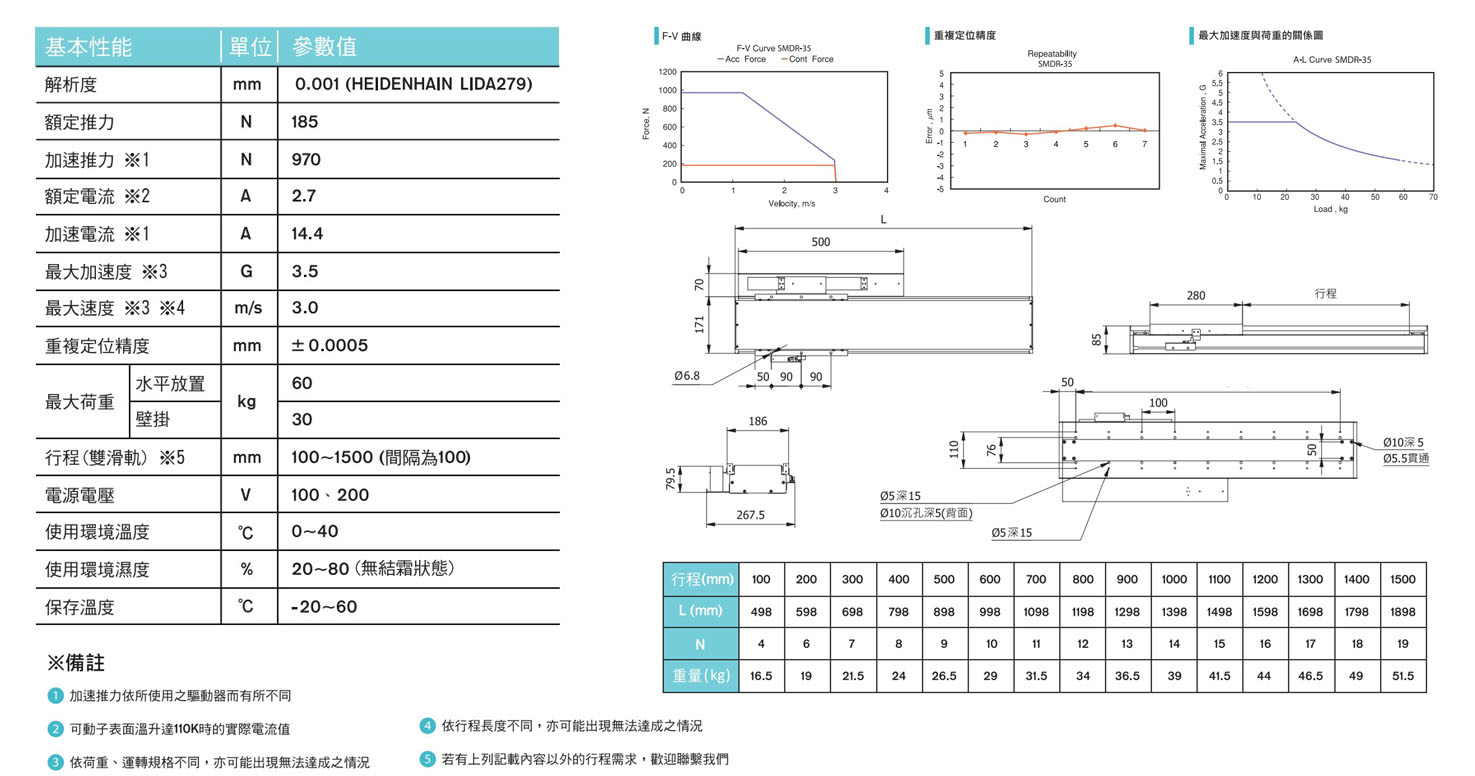 基本性能 單位 參數值
解析度 mm 0.001 (HEIDENHAIN LIDA279)
額定推力 N 185
加速推力 ※1 N 970
額定電流 ※2 A 2.7
加速電流 ※1 A 14.4
最大加速度 ※3 G 3.5
最大速度 ※3 ※4 m/s 3.0
重複定位精度 mm ±0.0005
最大荷重 水平放置 kg 60
壁掛 30
行程(雙滑軌) ※5 mm 100~1500 (間隔為100)
電源電壓 V 100、200
使用環境溫度 ℃ 0~40
使用環境濕度 % 20~80 (無結霜狀態)
保存溫度 ℃ -20~60
※備註
1 加速推力依所使用之驅動器而有所不同
2 可動子表面溫升達110K時的實際電流值
3 依荷重、運轉規格不同，亦可能出現無法達成之情況
4 依行程長度不同，亦可能出現無法達成之情況
5 若有上列記載內容以外的行程需求，歡迎聯繫我們
F-V 曲線
F-V Curve SMDR-35
Acc Force Cont Force
Force, N
1200
1000
800
600
400
200
0
0 1 2 3 4
Velocity, m/s
重複定位精度
Repeatability
SMDR-35
Error , μm
5
4
3
2
1
0
-1
-2
-3
-4
-5
1 2 3 4 5 6 7
Count
最大加速度與荷重的關係圖
A-L Curve SMDR-35
Maximal Acceleration , G
6
5.5
5
4.5
4
3.5
3
2.5
2
1.5
1
0.5
0
0 10 20 30 40 50 60 70
Load , kg
L
500
70
171
Ø6.8
50 90 90
280 行程
85
186
79.5
267.5
50
100
110
76
50
Ø10深5
Ø5.5貫通
Ø5深15
Ø10沉孔深5(背面)
Ø5深15
行程(mm) 100 200 300 400 500 600 700 800 900 1000 1100 1200 1300 1400 1500
L (mm) 498 598 698 798 898 998 1098 1198 1298 1398 1498 1598 1698 1798 1898
N 4 6 7 8 9 10 11 12 13 14 15 16 17 18 19
重量(kg) 16.5 19 21.5 24 26.5 29 31.5 34 36.5 39 41.5 44 46.5 49 51.5